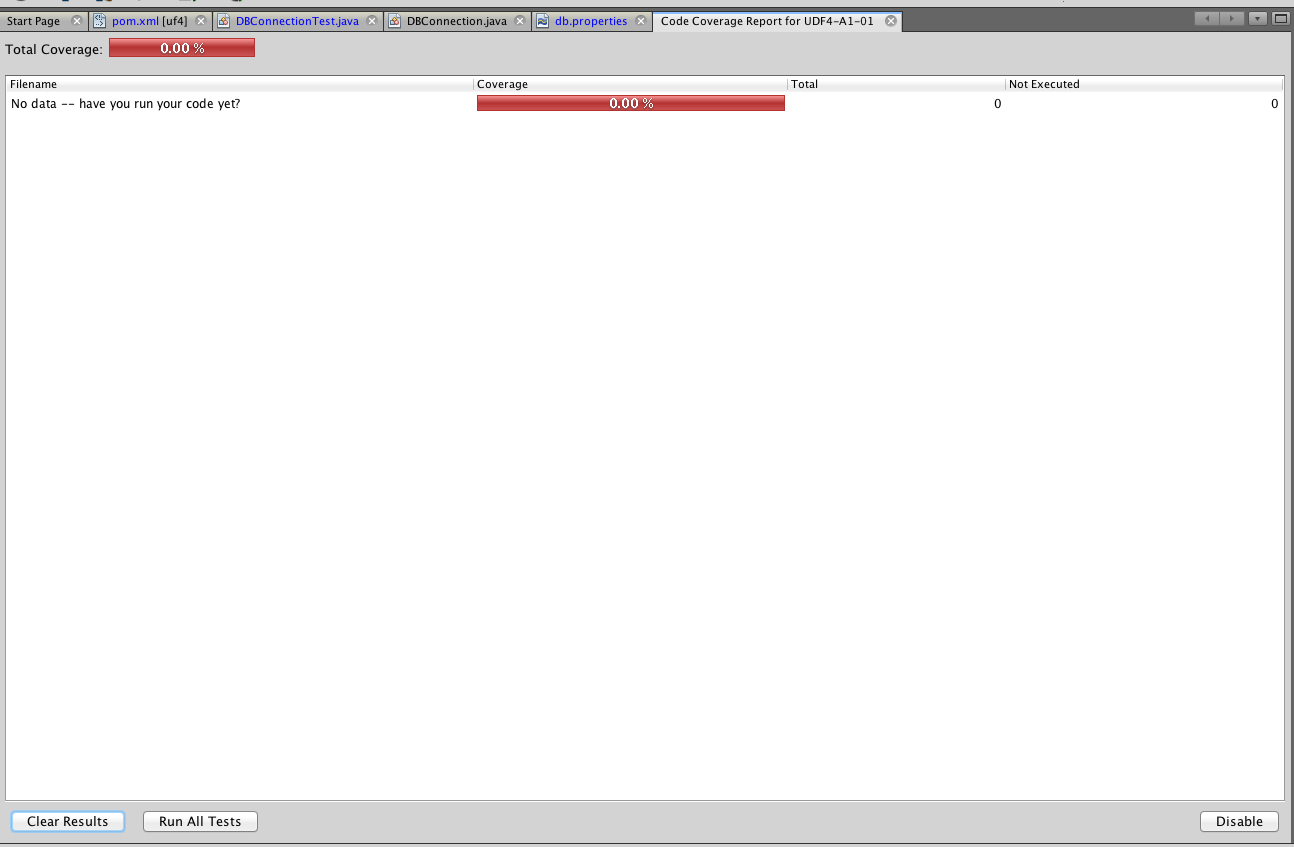 Start Page pom.xml [uf4] DBConnectionTest.java DBConnection.java db.properties Code Coverage Report for UDF4-A1-01
Total Coverage: 0.00 %
Filename Coverage Total Not Executed
No data -- have you run your code yet? 0.00 % 0 0
Clear Results Run All Tests Disable